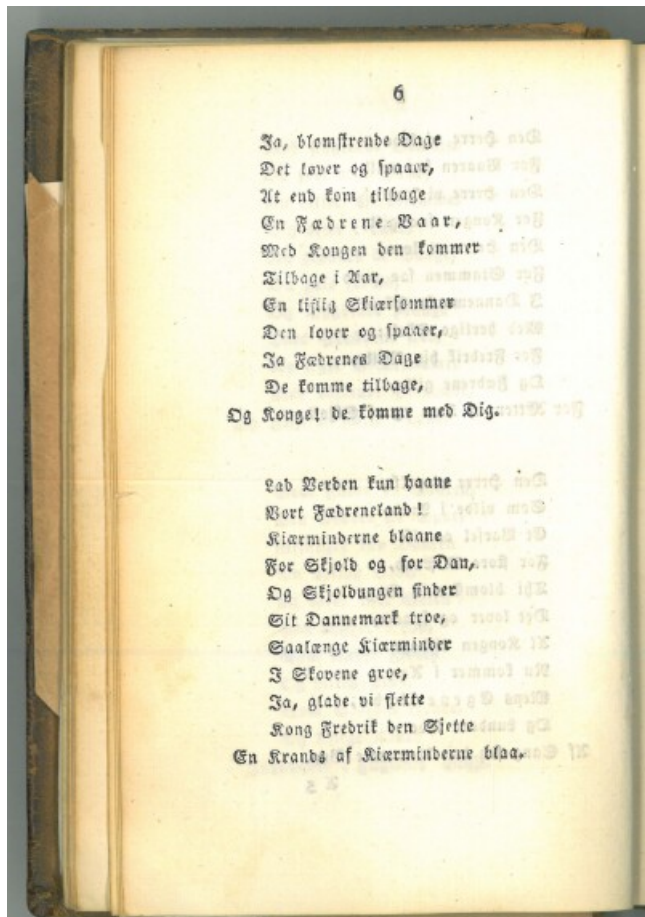 6
Ja, blomstrende Dage
Det lover og spaaer,
At end kom tilbage
En Fædrene Vaar,
Med Kongen den kommer
Tilbage i Aar,
En liflig Skiærsommer
Den lover og spaaer,
Ja Fædrenes Dage
De komme tilbage,
Og Konge! de komme med Dig.
Lad Verden kun haane
Vort Fædreneland!
Kiærminderne blaane
For Skjold og for Dan,
Og Skjoldungen finder
Sit Dannemark troe,
Saalænge Kiærminder
I Skovene groe,
Ja, glade vi flette
Kong Fredrik den Sjette
En Krands af Kiærminderne blaa.